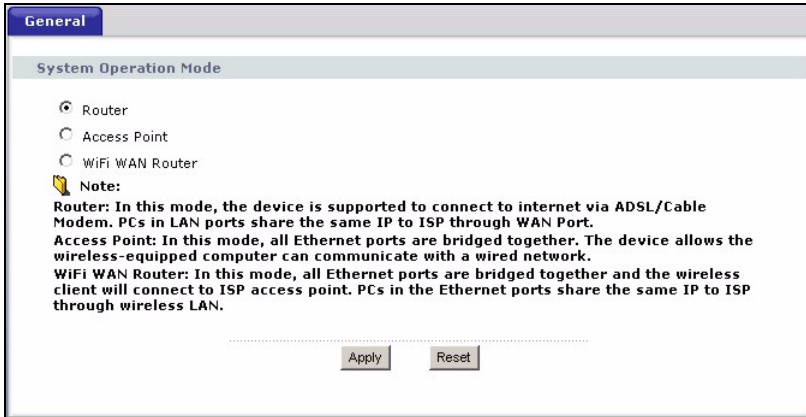 General
System Operation Mode
Router
Access Point
WiFi WAN Router
Note:
Router: In this mode, the device is supported to connect to internet via ADSL/Cable
Modem. PCs in LAN ports share the same IP to ISP through WAN Port.
Access Point: In this mode, all Ethernet ports are bridged together. The device allows the
wireless-equipped computer can communicate with a wired network.
WiFi WAN Router: In this mode, all Ethernet ports are bridged together and the wireless
client will connect to ISP access point. PCs in the Ethernet ports share the same IP to ISP
through wireless LAN.
Apply Reset